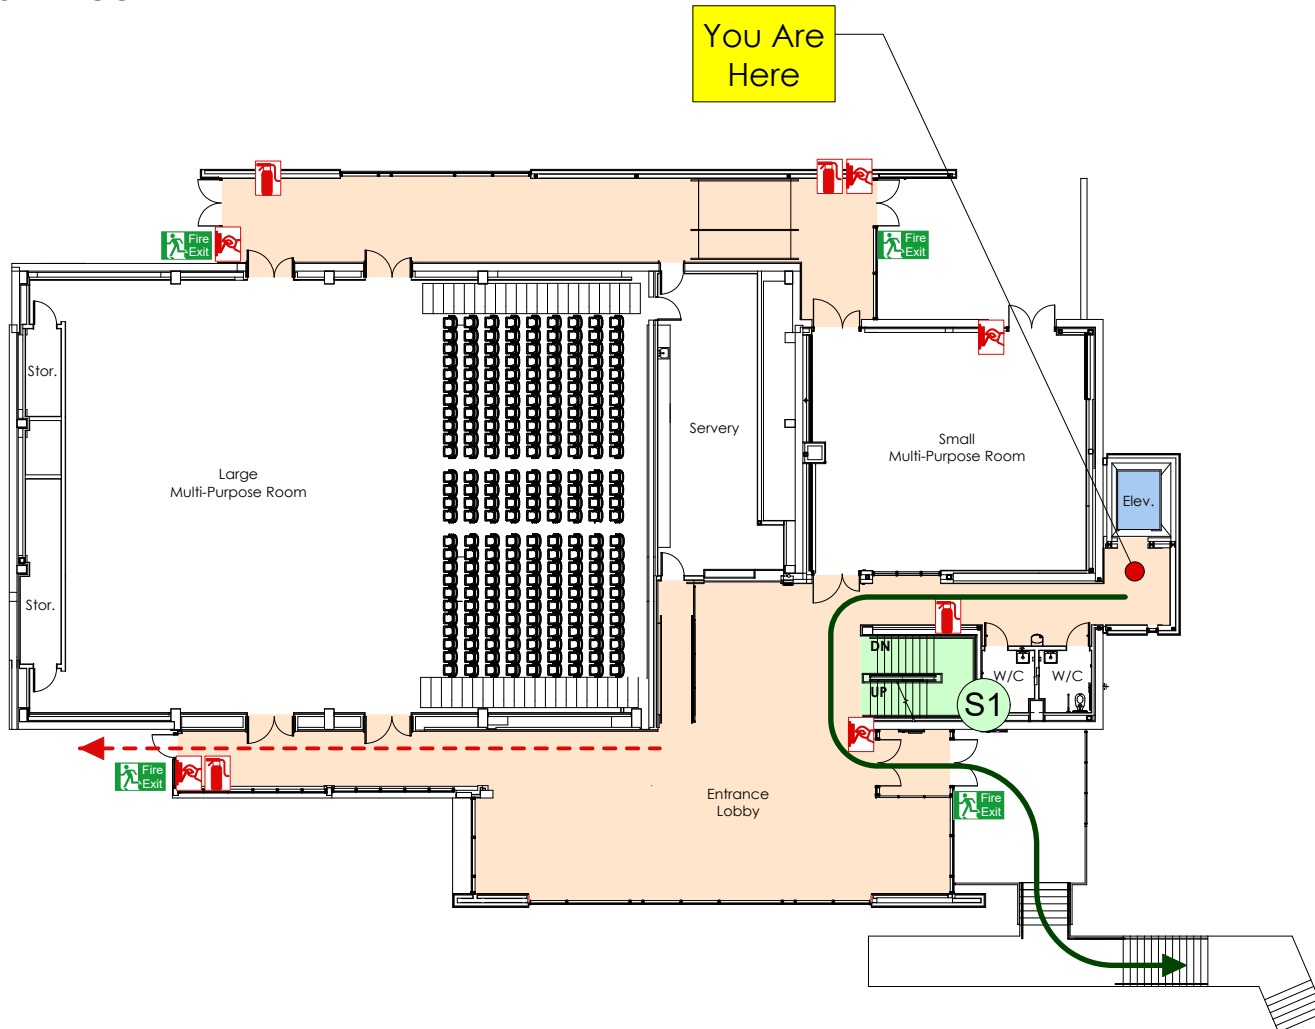 You Are
Here
Fire
Exit
Fire
Exit
Stor.
Large
Multi-Purpose Room
Servery
Small
Multi-Purpose Room
Elev.
Stor.
DN
UP
W/C
W/C
S1
Fire
Exit
Entrance
Lobby
Fire
Exit